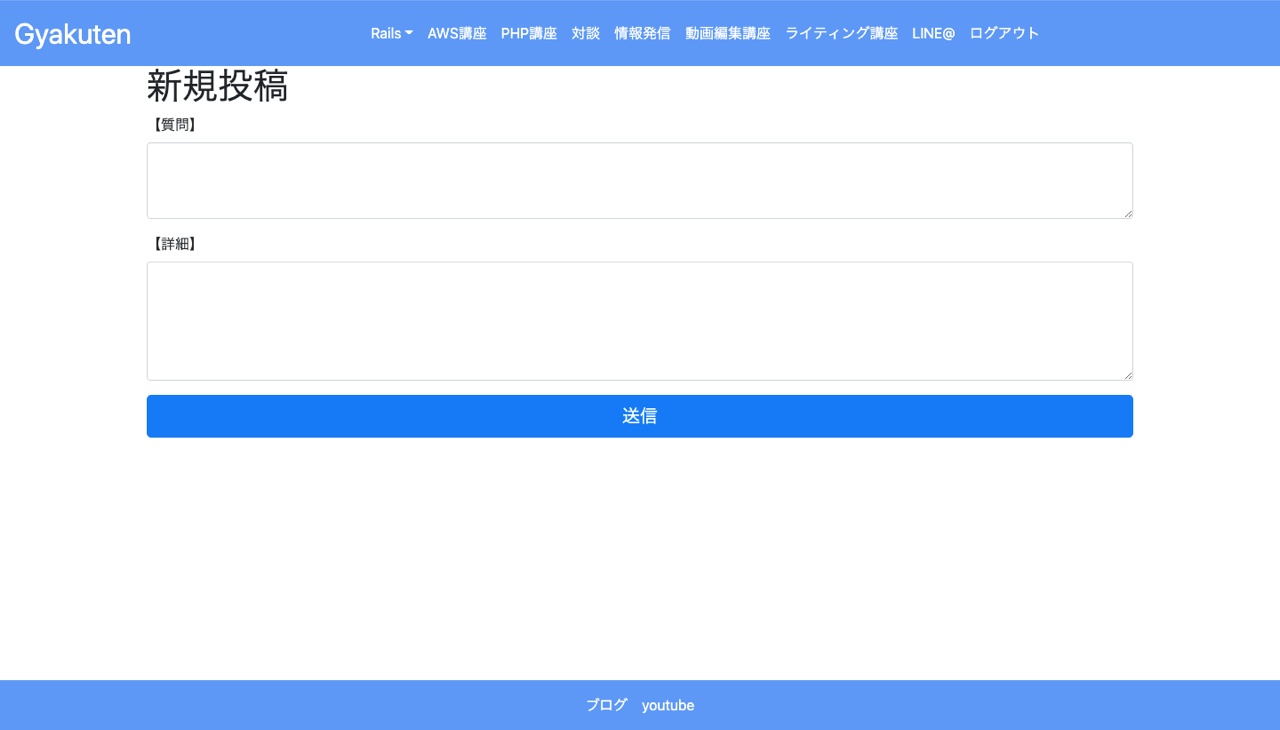 Gyakuten Rails AWS講座 PHP講座 対談 情報発信 動画編集講座 ライティング講座 LINE@ ログアウト
新規投稿
【質問】
【詳細】
送信
ブログ youtube